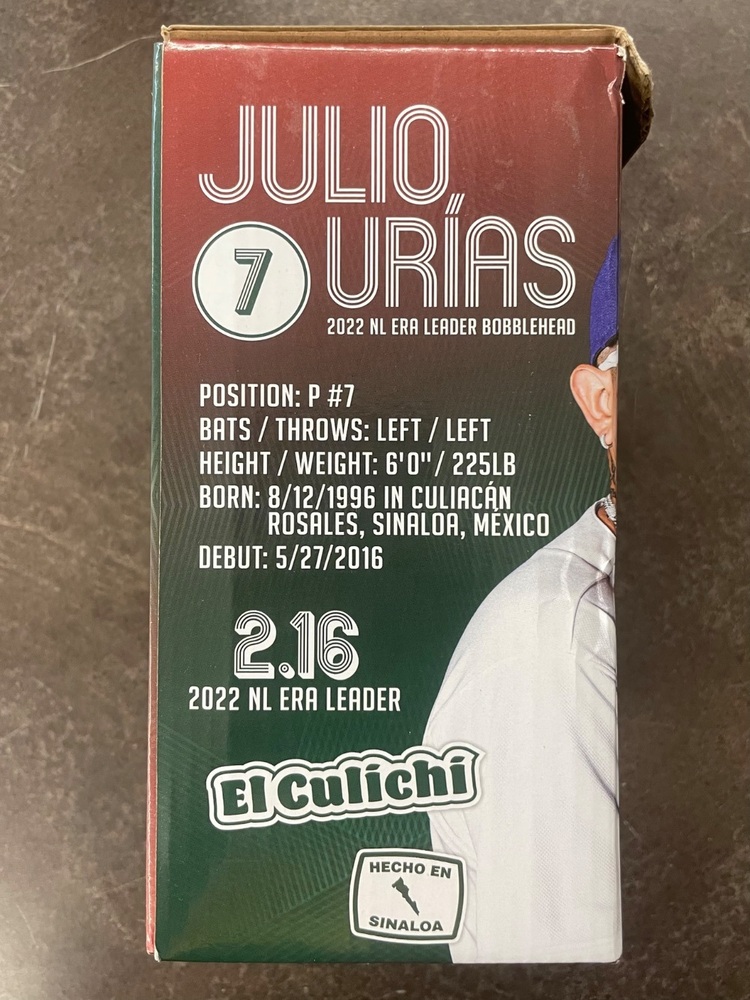 JULIO
7 URÍAS
2022 NL ERA LEADER BOBBLEHEAD
POSITION: P #7
BATS / THROWS: LEFT / LEFT
HEIGHT / WEIGHT: 6'0" / 225LB
BORN: 8/12/1996 IN CULIACÁN
ROSALES, SINALOA, MÉXICO
DEBUT: 5/27/2016
2.16
2022 NL ERA LEADER
El Culichi
HECHO EN
SINALOA